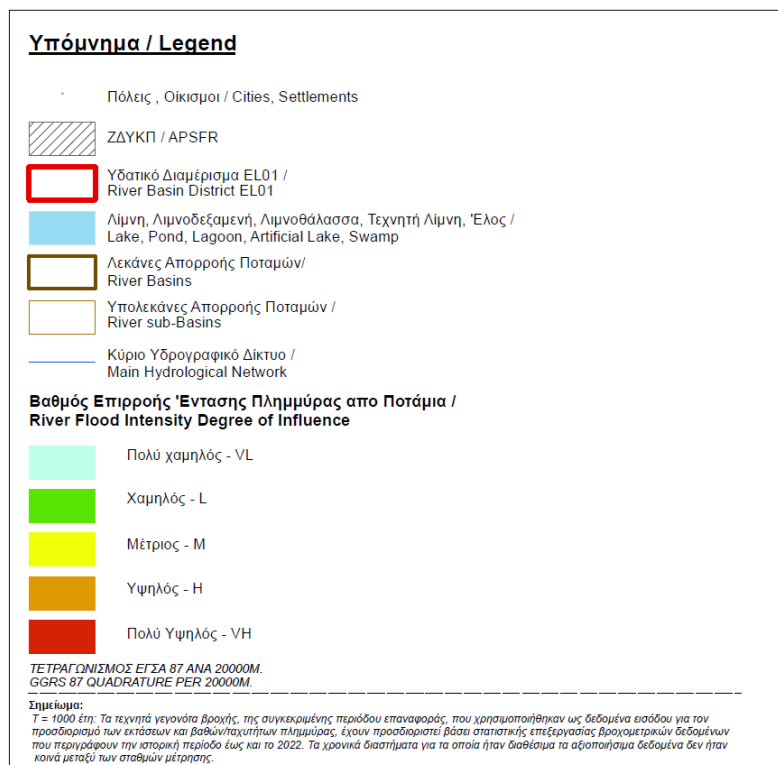 Υπόμνημα / Legend
Πόλεις , Οίκισμοι / Cities, Settlements
ΖΔΥΚΠ / APSFR
Υδατικό Διαμέρισμα EL01 /
River Basin District EL01
Λίμνη, Λιμνοδεξαμενή, Λιμνοθάλασσα, Τεχνητή Λίμνη, 'Ελος /
Lake, Pond, Lagoon, Artificial Lake, Swamp
Λεκάνες Απορροής Ποταμών/
River Basins
Υπολεκάνες Απορροής Ποταμών /
River sub-Basins
Κύριο Υδρογραφικό Δίκτυο /
Main Hydrological Network
Βαθμός Επιρροής 'Εντασης Πλημμύρας απο Ποτάμια /
River Flood Intensity Degree of Influence
Πολύ χαμηλός - VL
Χαμηλός - L
Μέτριος - M
Υψηλός - H
Πολύ Υψηλός - VH
ΤΕΤΡΑΓΩΝΙΣΜΟΣ ΕΓΣΑ 87 ΑΝΑ 20000Μ.
GGRS 87 QUADRATURE PER 20000M.
Σημείωμα:
T = 1000 έτη: Τα τεχνητά γεγονότα βροχής, της συγκεκριμένης περιόδου επαναφοράς, που χρησιμοποιήθηκαν ως δεδομένα εισόδου για τον
προσδιορισμό των εκτάσεων και βαθών/ταχυτήτων πλημμύρας, έχουν προσδιοριστεί βάσει στατιστικής επεξεργασίας βροχομετρικών δεδομένων
που περιγράφουν την ιστορική περίοδο έως και το 2022. Τα χρονικά διαστήματα για τα οποία ήταν διαθέσιμα τα αξιοποιήσιμα δεδομένα δεν ήταν
κοινά μεταξύ των σταθμών μέτρησης.